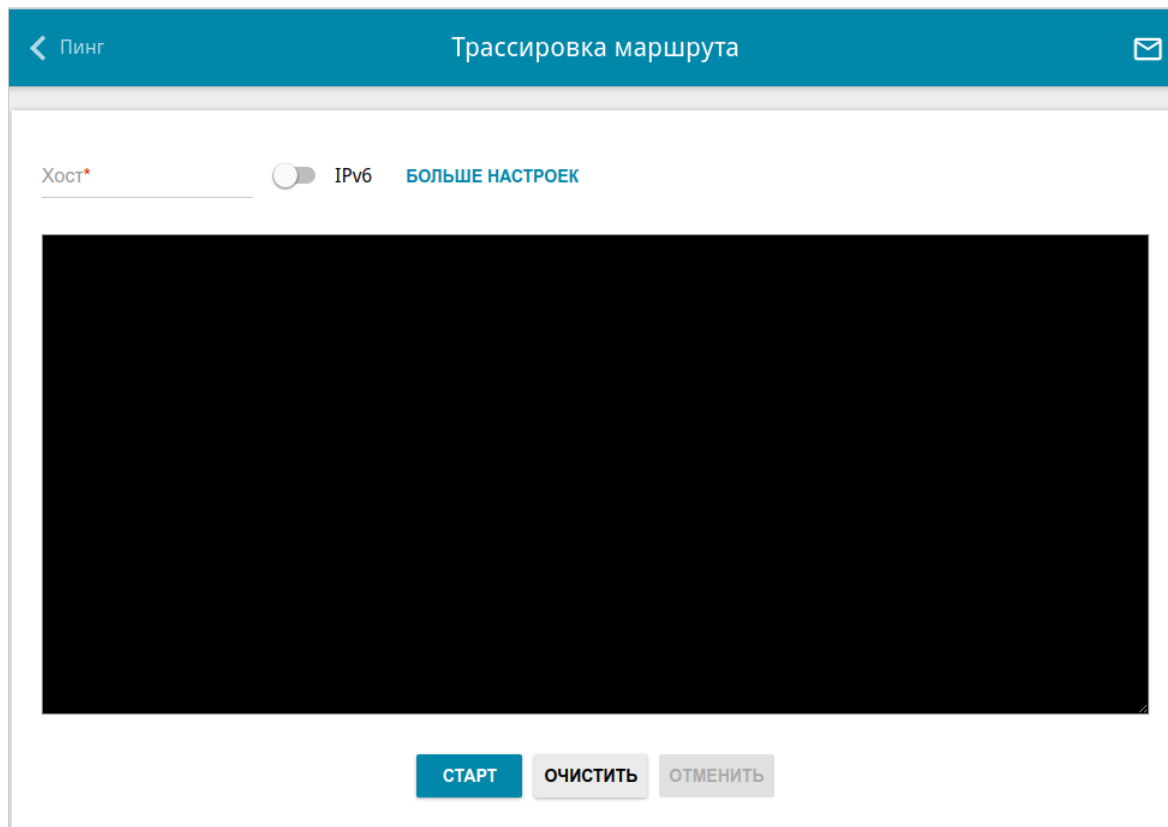 Пинг
Трассировка маршрута
Хост*
IPv6
БОЛЬШЕ НАСТРОЕК
СТАРТ
ОЧИСТИТЬ
ОТМЕНИТЬ